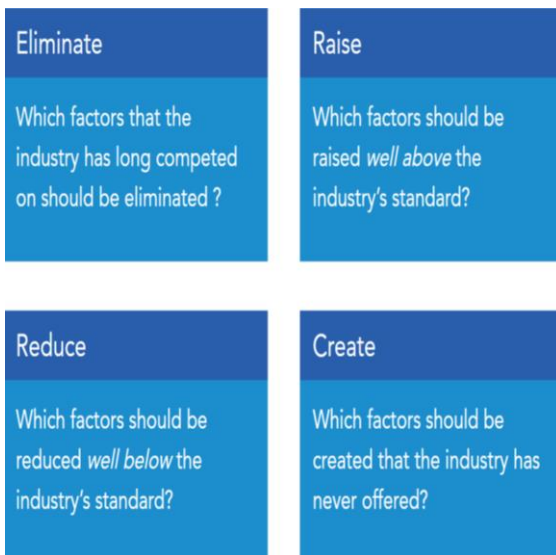 Eliminate
Which factors that the
industry has long competed
on should be eliminated ?
Raise
Which factors should be
raised well above the
industry's standard?
Reduce
Which factors should be
reduced well below the
industry's standard?
Create
Which factors should be
created that the industry has
never offered?